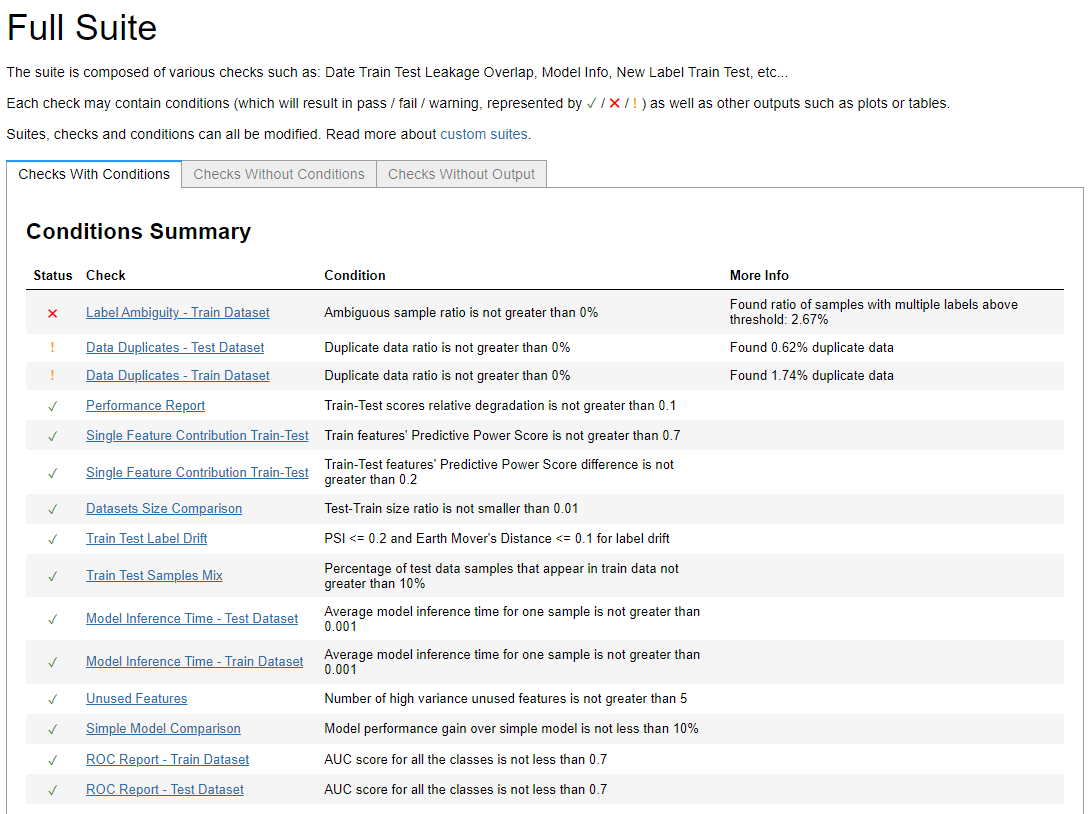 Full Suite
The suite is composed of various checks such as: Date Train Test Leakage Overlap, Model Info, New Label Train Test, etc...
Each check may contain conditions (which will result in pass / fail / warning, represented by ✓ / ✕ / ! ) as well as other outputs such as plots or tables.
Suites, checks and conditions can all be modified. Read more about custom suites.
Checks With Conditions Checks Without Conditions Checks Without Output
Conditions Summary
Status Check Condition More Info
✕ Label Ambiguity - Train Dataset Ambiguous sample ratio is not greater than 0% Found ratio of samples with multiple labels above
threshold: 2.67%
! Data Duplicates - Test Dataset Duplicate data ratio is not greater than 0% Found 0.62% duplicate data
! Data Duplicates - Train Dataset Duplicate data ratio is not greater than 0% Found 1.74% duplicate data
✓ Performance Report Train-Test scores relative degradation is not greater than 0.1
✓ Single Feature Contribution Train-Test Train features' Predictive Power Score is not greater than 0.7
✓ Single Feature Contribution Train-Test Train-Test features' Predictive Power Score difference is not
greater than 0.2
✓ Datasets Size Comparison Test-Train size ratio is not smaller than 0.01
✓ Train Test Label Drift PSI <= 0.2 and Earth Mover's Distance <= 0.1 for label drift
✓ Train Test Samples Mix Percentage of test data samples that appear in train data not
greater than 10%
✓ Model Inference Time - Test Dataset Average model inference time for one sample is not greater than
0.001
✓ Model Inference Time - Train Dataset Average model inference time for one sample is not greater than
0.001
✓ Unused Features Number of high variance unused features is not greater than 5
✓ Simple Model Comparison Model performance gain over simple model is not less than 10%
✓ ROC Report - Train Dataset AUC score for all the classes is not less than 0.7
✓ ROC Report - Test Dataset AUC score for all the classes is not less than 0.7